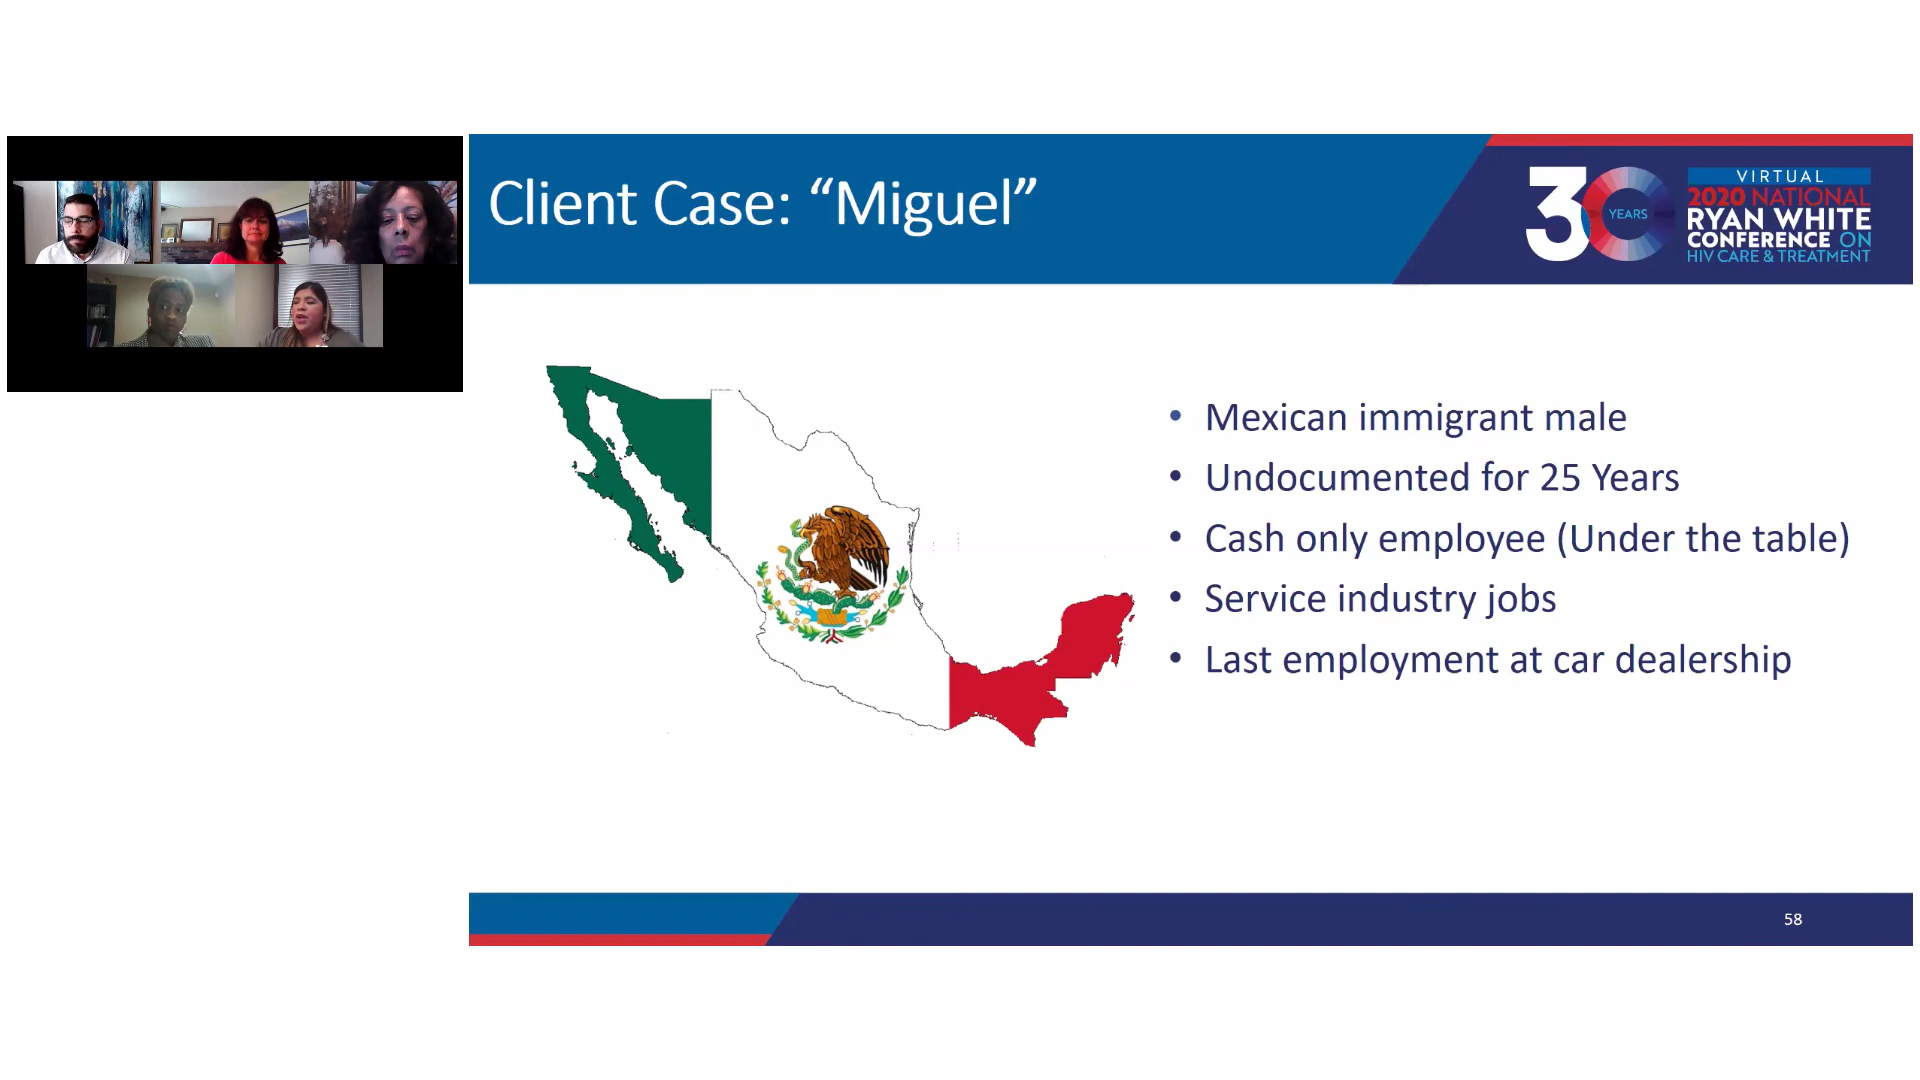 Client Case: “Miguel”
30
YEARS
VIRTUAL
2020 NATIONAL
RYAN WHITE
CONFERENCE ON
HIV CARE & TREATMENT
• Mexican immigrant male
• Undocumented for 25 Years
• Cash only employee (Under the table)
• Service industry jobs
• Last employment at car dealership
58